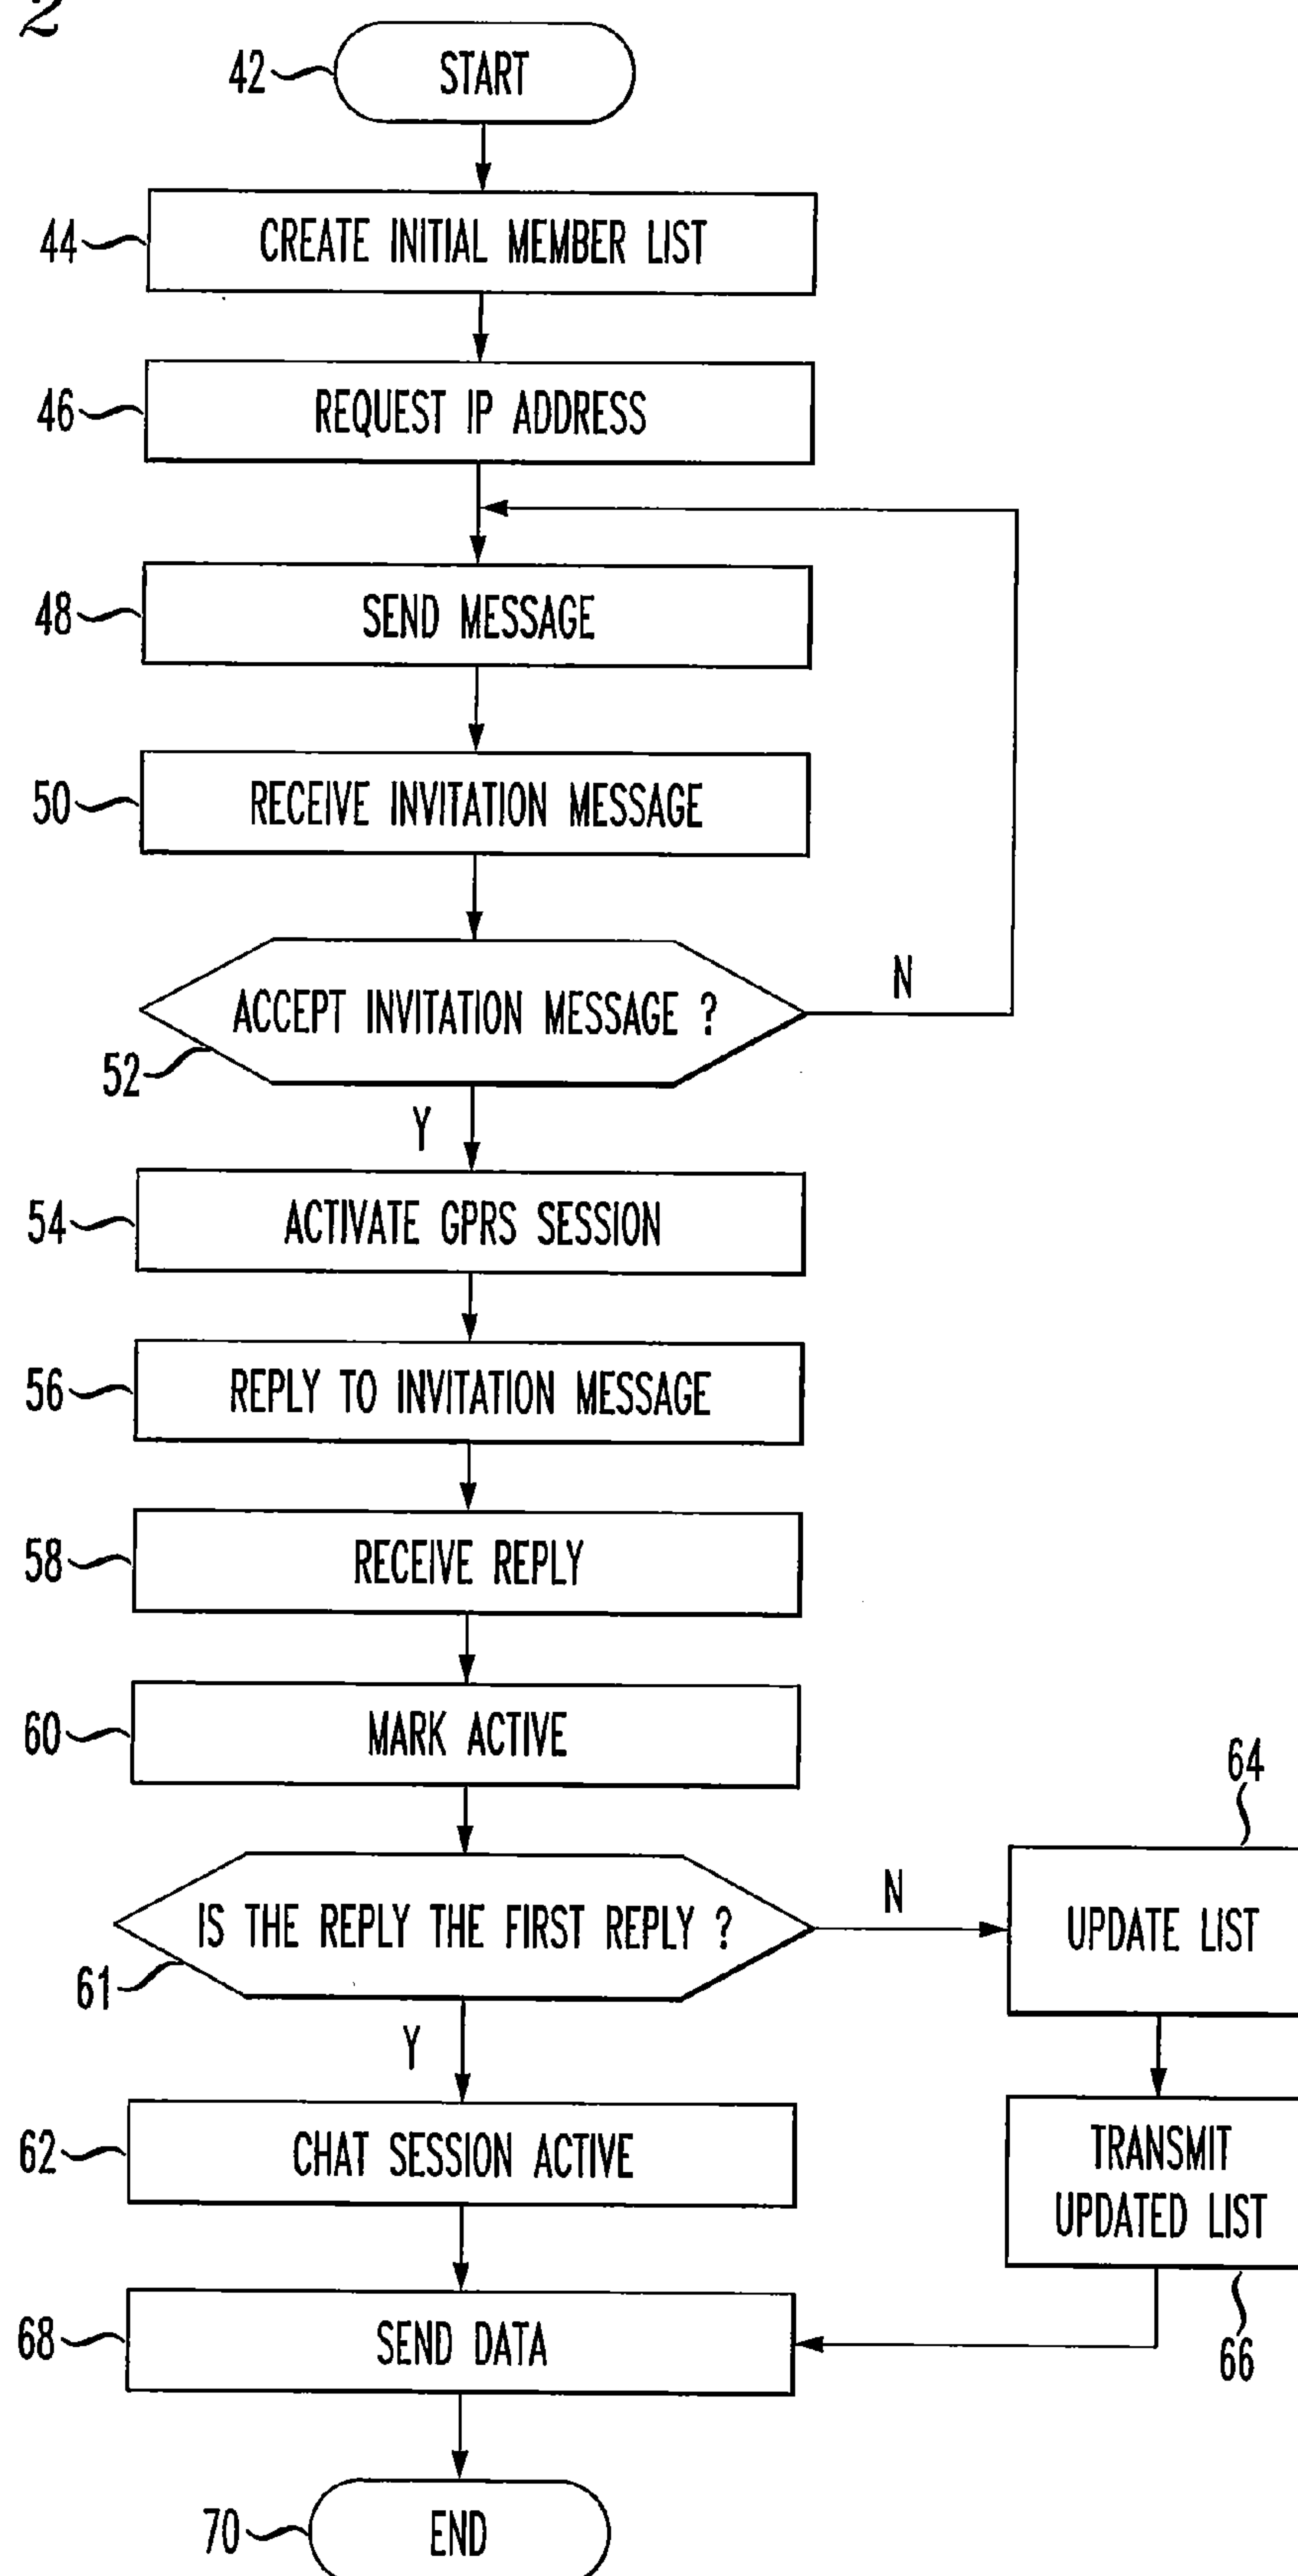 2
42 START
44 CREATE INITIAL MEMBER LIST
46 REQUEST IP ADDRESS
48 SEND MESSAGE
50 RECEIVE INVITATION MESSAGE
ACCEPT INVITATION MESSAGE ? N
52
Y
54 ACTIVATE GPRS SESSION
56 REPLY TO INVITATION MESSAGE
58 RECEIVE REPLY
60 MARK ACTIVE
64
IS THE REPLY THE FIRST REPLY ? N UPDATE LIST
61
Y
62 CHAT SESSION ACTIVE
TRANSMIT
UPDATED LIST
68 SEND DATA
66
70 END